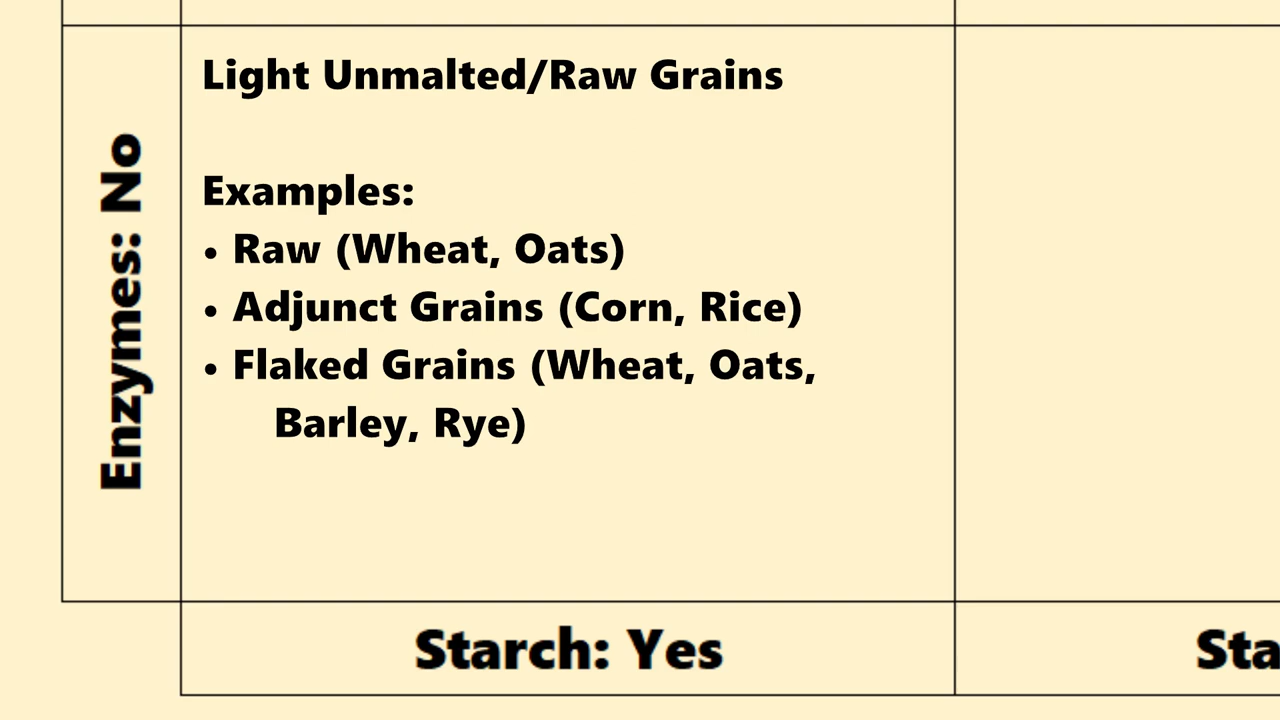 Enzymes: No
Light Unmalted/Raw Grains
Examples:
• Raw (Wheat, Oats)
• Adjunct Grains (Corn, Rice)
• Flaked Grains (Wheat, Oats,
Barley, Rye)
Starch: Yes
Sta